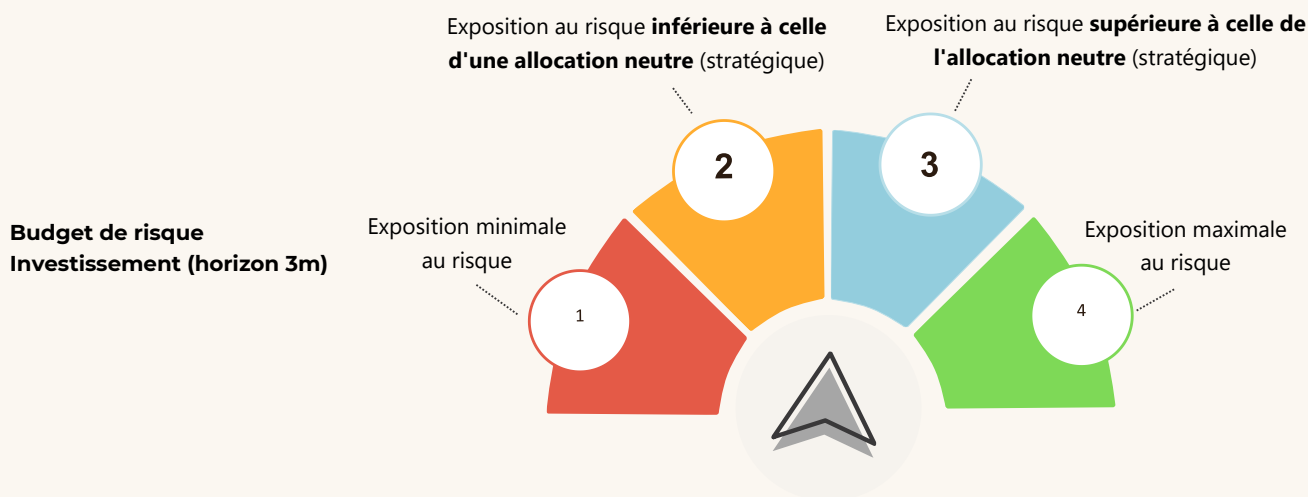 Exposition au risque inférieure à celle
d'une allocation neutre (stratégique)
Exposition au risque supérieure à celle de
l'allocation neutre (stratégique)
2
3
Budget de risque
Investissement (horizon 3m)
Exposition minimale
au risque
1
Exposition maximale
au risque
4